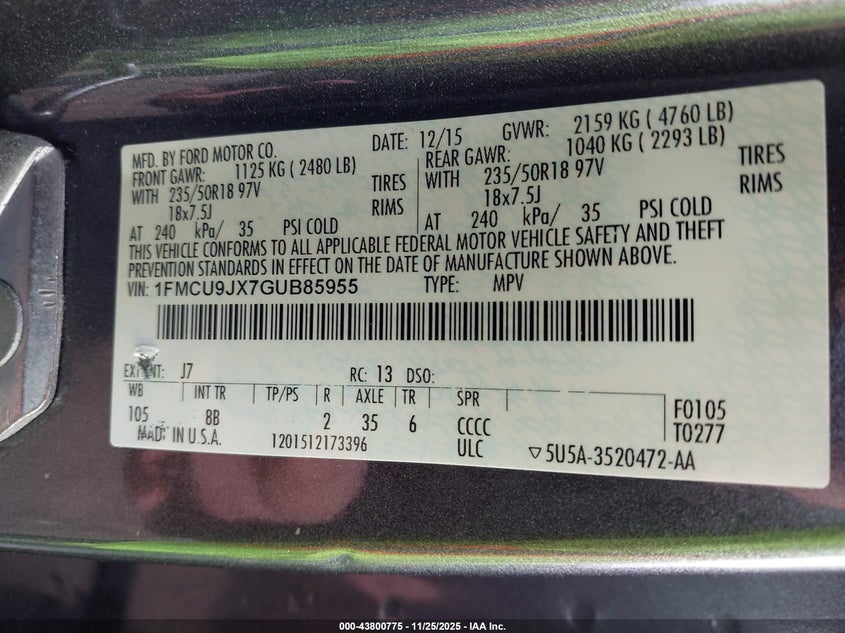 MFD. BY FORD MOTOR CO. DATE: 12/15 GVWR: 2159 KG ( 4760 LB)
FRONT GAWR: 1125 KG ( 2480 LB) REAR GAWR: 1040 KG ( 2293 LB)
WITH 235/50R18 97V TIRES WITH 235/50R18 97V TIRES
18x7.5J RIMS 18x7.5J RIMS
AT 240 kPa/ 35 PSI COLD AT 240 kPa/ 35 PSI COLD
THIS VEHICLE CONFORMS TO ALL APPLICABLE FEDERAL MOTOR VEHICLE SAFETY AND THEFT
PREVENTION STANDARDS IN EFFECT ON THE DATE OF MANUFACTURE SHOWN ABOVE.
VIN: 1FMCU9JX7GUB85955 TYPE: MPV
EXT PNT: J7 RC: 13 DSO:
WB INT TR TP/PS R AXLE TR SPR
105 8B 2 35 6 CCCC F0105
MADE IN U.S.A. 1201512173396 ULC T0277
▽5U5A-3520472-AA
000-43800775 — 11/25/2025 — IAA Inc.